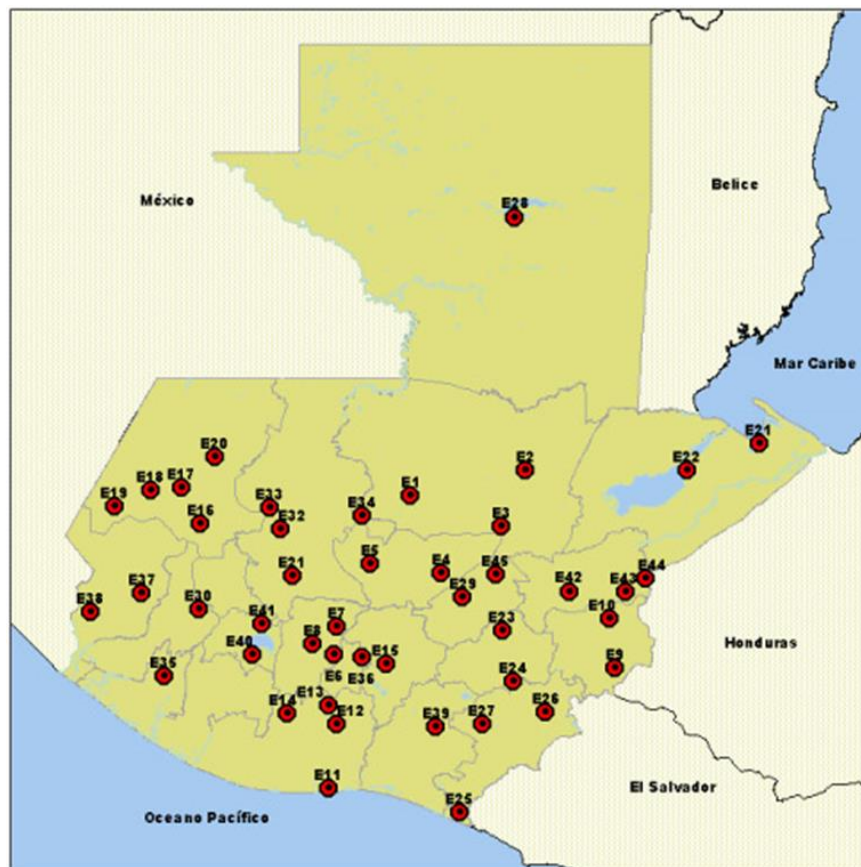 Belice
México
E28
Mar Caribe
E21
E20
E2
E22
E18
E17
E19
E1
E33
E34
E16
E32
E3
E5
E4
E45
E44
E21
E42
E43
E37
E29
E38
E30
E10
E41
E7
E23
E8
Honduras
E40
E15
E9
E35
E6
E36
E24
E13
E14
E12
E26
E39
E27
E11
El Salvador
E25
Oceano Pacífico